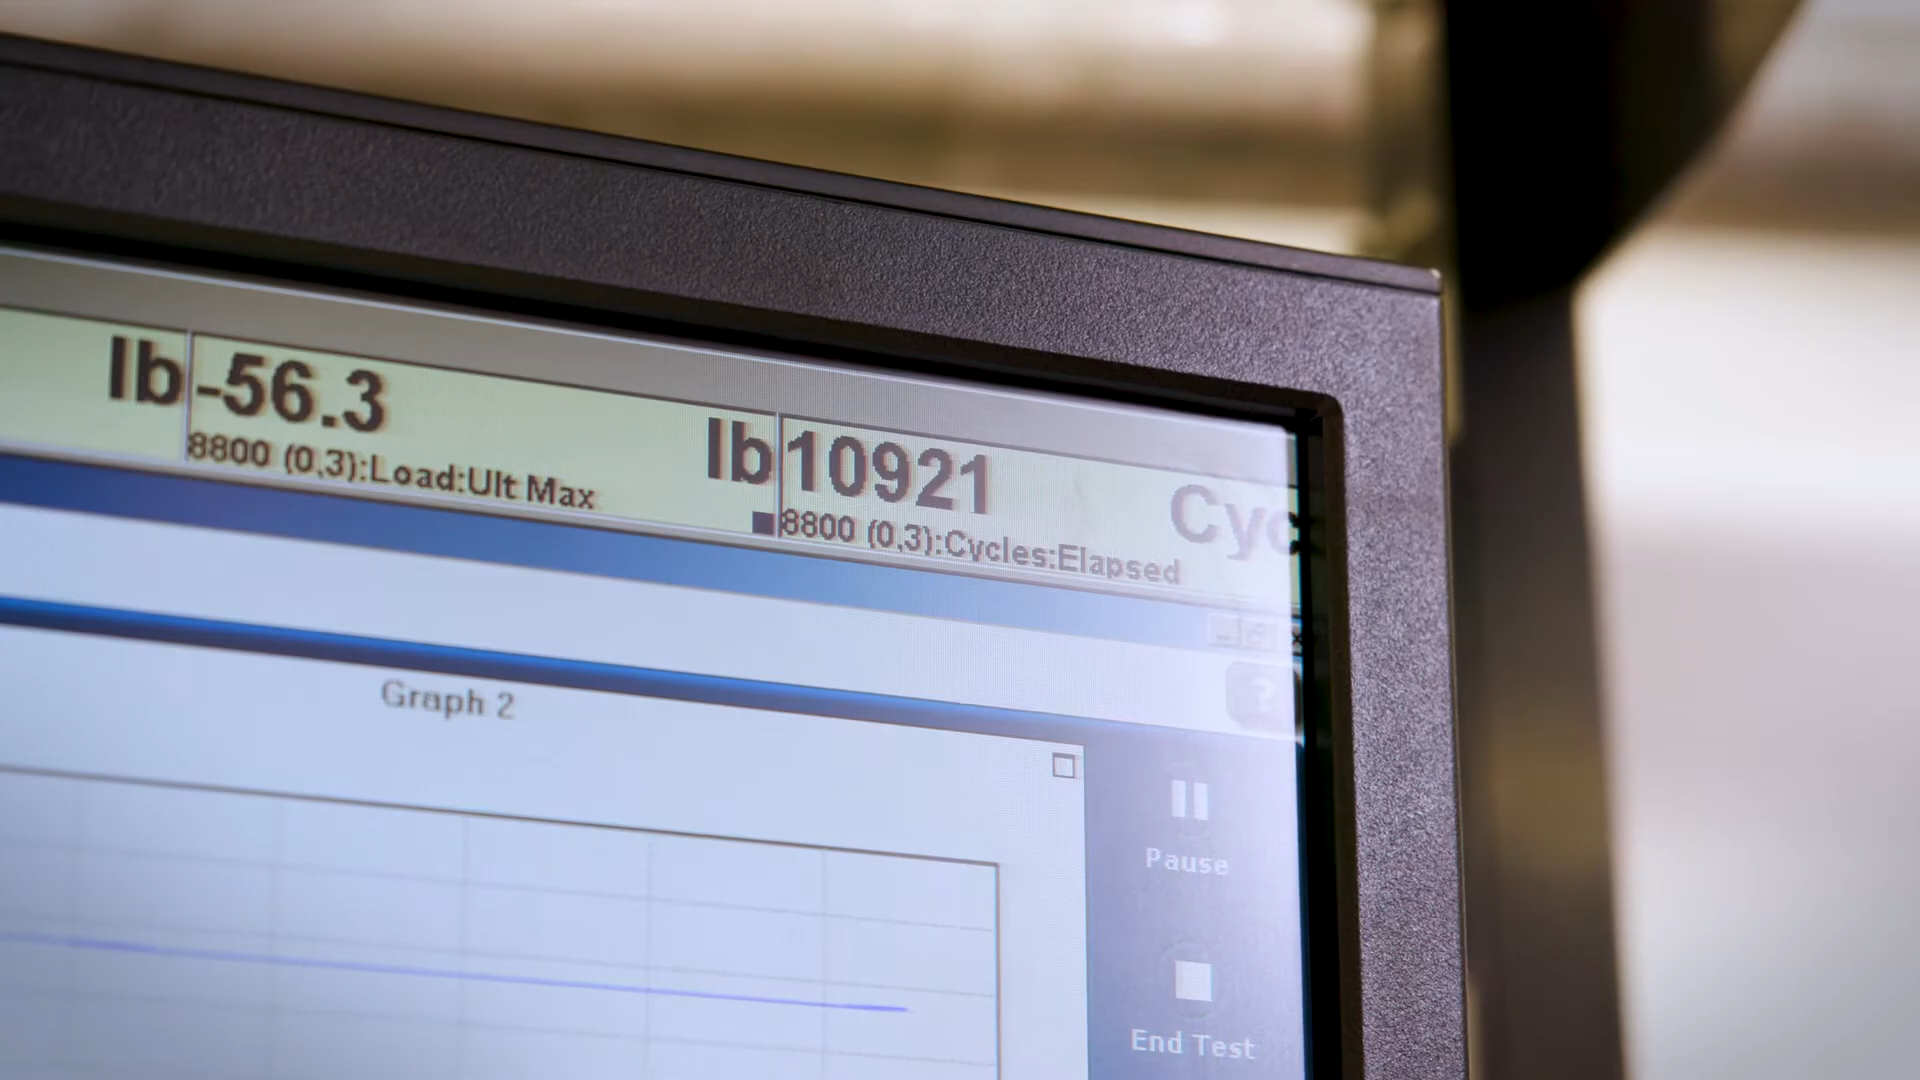 lb -56.3 lb 10921 Cyc
8800 (0,3):Load:Ult Max 8800 (0,3):Cycles:Elapsed
?
Graph 2
Pause
End Test